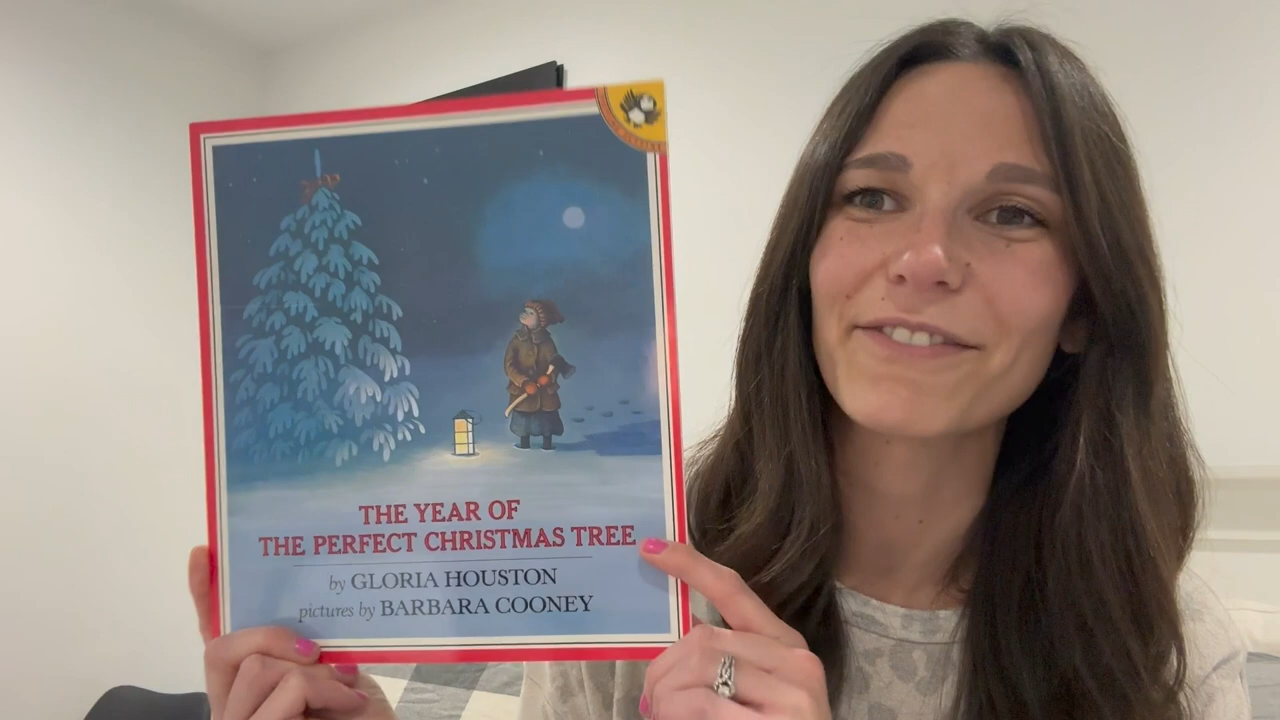 THE YEAR OF
THE PERFECT CHRISTMAS TREE
by GLORIA HOUSTON
pictures by BARBARA COONEY